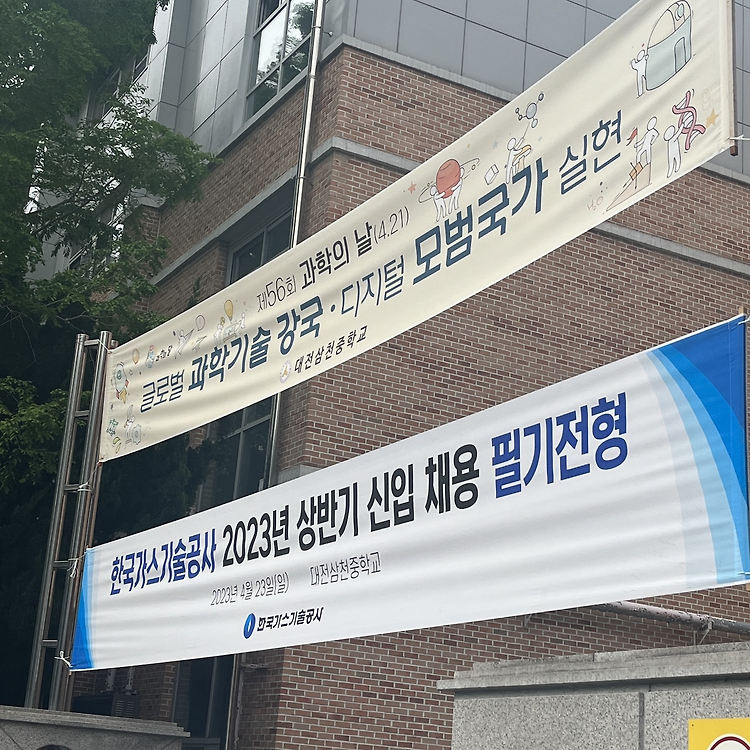 제56회 과학의 날(4.21)
글로벌 과학기술 강국·디지털 모범국가 실현
대전삼천중학교
한국가스기술공사 2023년 상반기 신입 채용 필기전형
2023년 4월 23일(일) 대전삼천중학교
한국가스기술공사